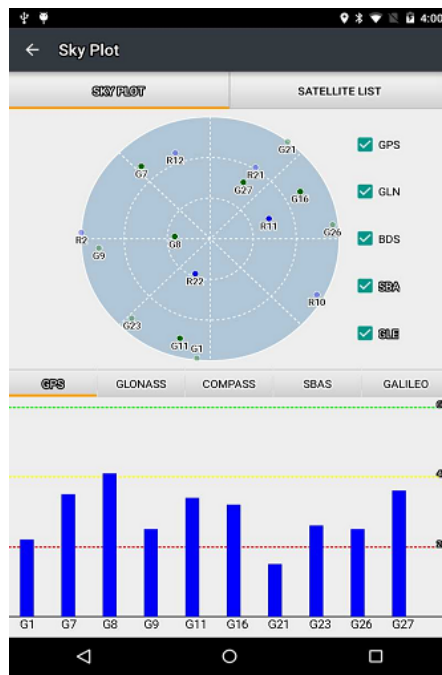 4:00
Sky Plot
SKY PLOT SATELLITE LIST
G21 GPS
R12
G7 R21
G27 G16 GLN
R11
R2 G8 G26 BDS
G9
R22 SBA
R10
G23
G11 G1 GLE
GPS GLONASS COMPASS SBAS GALILEO
G1 G7 G8 G9 G11 G16 G21 G23 G26 G27